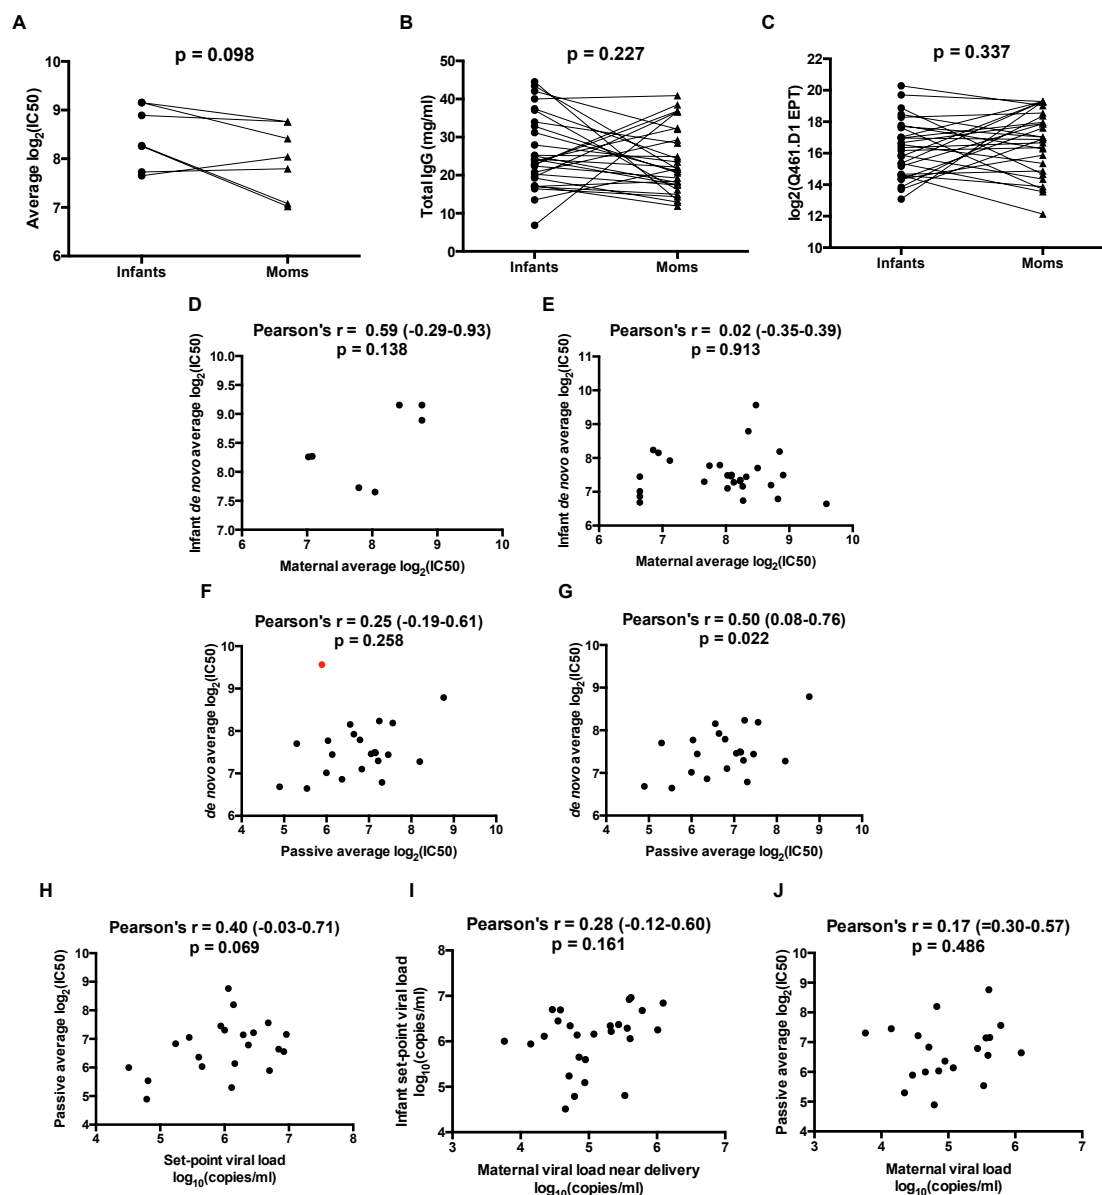 A
p = 0.098
Average log2(IC50)
10
9
8
7
6
Infants
Moms
B
p = 0.227
Total IgG (mg/ml)
50
40
30
20
10
0
Infants
Moms
C
p = 0.337
log2(Q461.D1 EPT)
22
20
18
16
14
12
10
Infants
Moms
D
Pearson's r = 0.59 (-0.29-0.93)
p = 0.138
Infant de novo average log2(IC50)
10.0
9.5
9.0
8.5
8.0
7.5
7.0
6 7 8 9 10
Maternal average log2(IC50)
E
Pearson's r = 0.02 (-0.35-0.39)
p = 0.913
Infant de novo average log2(IC50)
11
10
9
8
7
6
6 7 8 9 10
Maternal average log2(IC50)
F
Pearson's r = 0.25 (-0.19-0.61)
p = 0.258
de novo average log2(IC50)
10
9
8
7
6
4 5 6 7 8 9 10
Passive average log2(IC50)
G
Pearson's r = 0.50 (0.08-0.76)
p = 0.022
de novo average log2(IC50)
10
9
8
7
6
4 5 6 7 8 9 10
Passive average log2(IC50)
H
Pearson's r = 0.40 (-0.03-0.71)
p = 0.069
Passive average log2(IC50)
10
9
8
7
6
5
4
4 5 6 7 8
Set-point viral load
log10(copies/ml)
I
Pearson's r = 0.28 (-0.12-0.60)
p = 0.161
Infant set-point viral load
log10(copies/ml)
8
7
6
5
4
3 4 5 6 7
Maternal viral load near delivery
log10(copies/ml)
J
Pearson's r = 0.17 (=0.30-0.57)
p = 0.486
Passive average log2(IC50)
10
9
8
7
6
5
4
3 4 5 6 7
Maternal viral load
log10(copies/ml)